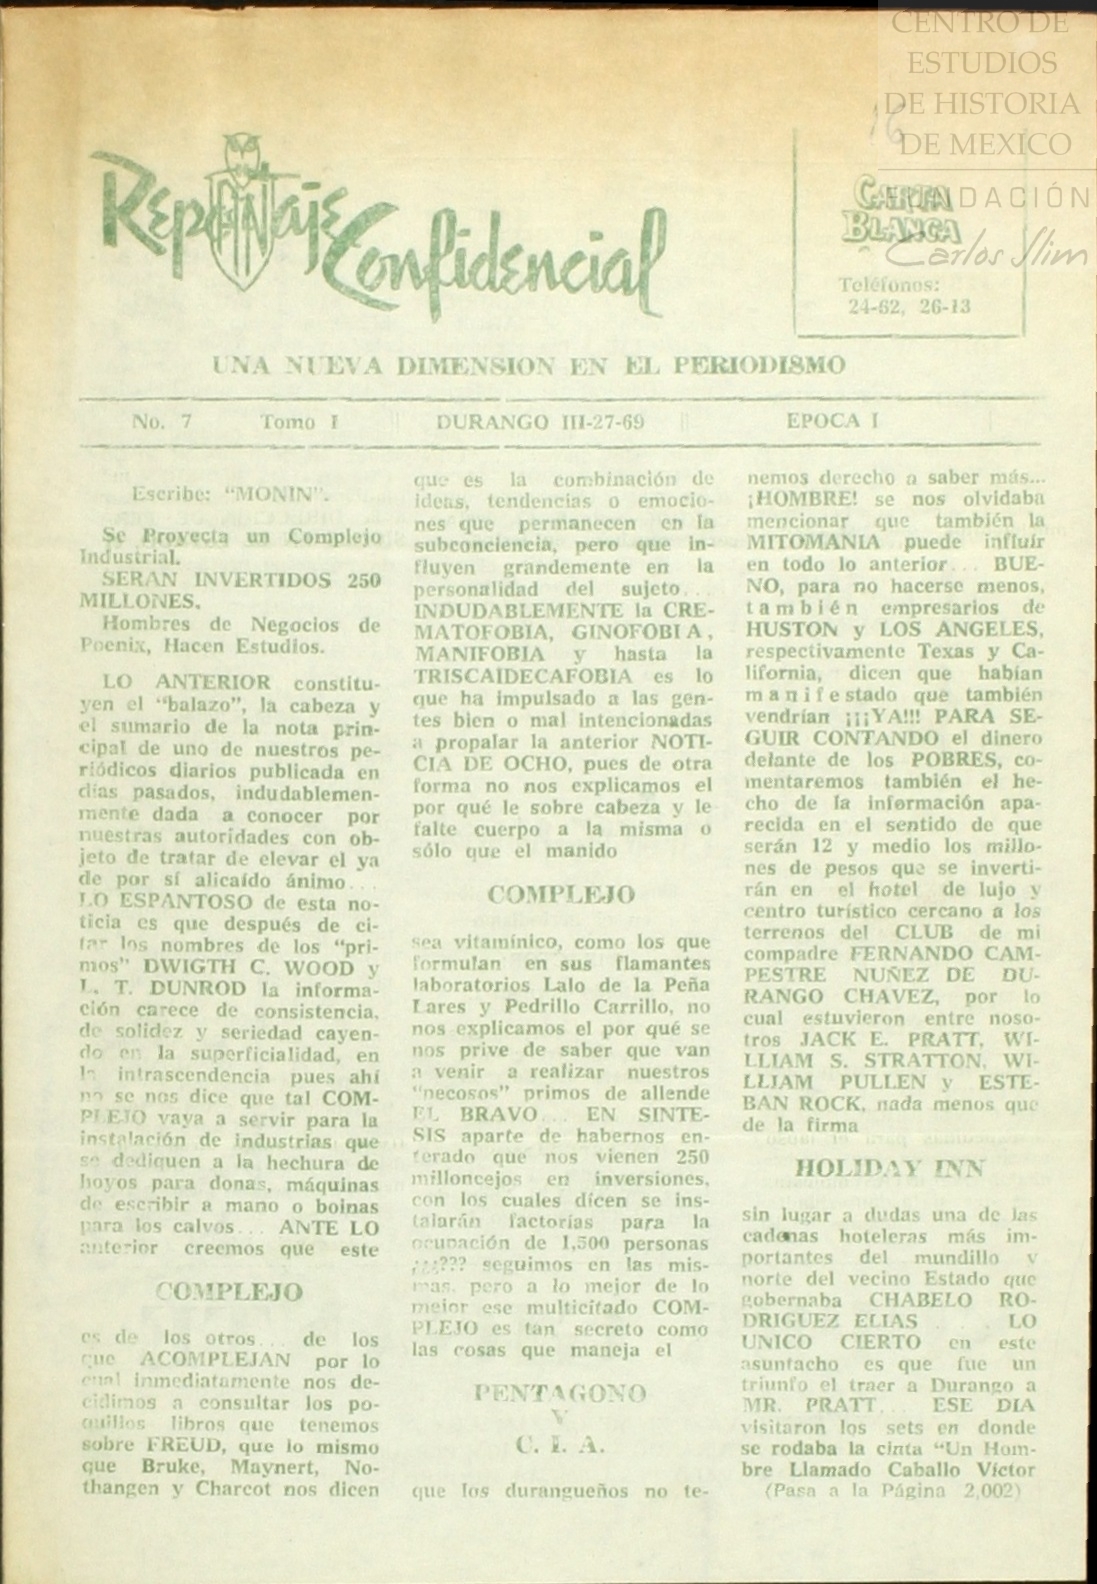 CENTRO DE
ESTUDIOS
DE HISTORIA
DE MEXICO
FUNDACIÓN
Carlos Slim
16
Reportaje
Confidencial
CARTA
BLANCA
Teléfonos:
24-62, 26-13
UNA NUEVA DIMENSION EN EL PERIODISMO
No. 7 Tomo I DURANGO III-27-69 EPOCA I
Escribe: "MONIN".
Se Proyecta un Complejo
Industrial.
SERAN INVERTIDOS 250
MILLONES.
Hombres de Negocios de
Poenix, Hacen Estudios.
LO ANTERIOR constitu-
yen el "balazo", la cabeza y
el sumario de la nota prin-
cipal de uno de nuestros pe-
riódicos diarios publicada en
días pasados, indudablemen-
mente dada a conocer por
nuestras autoridades con ob-
jeto de tratar de elevar el ya
de por sí alicaído ánimo...
LO ESPANTOSO de esta no-
ticia es que después de ci-
tar los nombres de los "pri-
mos" DWIGTH C. WOOD y
L. T. DUNROD la informa-
ción carece de consistencia,
de solidez y seriedad cayen-
do en la superficialidad, en
la intrascendencia pues ahí
no se nos dice que tal COM-
PLEJO vaya a servir para la
instalación de industrias que
se dediquen a la hechura de
hoyos para donas, máquinas
de escribir a mano o boinas
para los calvos... ANTE LO
anterior creemos que este
COMPLEJO
es de los otros... de los
que ACOMPLEJAN por lo
cual inmediatamente nos de-
cidimos a consultar los po-
quillos libros que tenemos
sobre FREUD, que lo mismo
que Bruke, Maynert, No-
thangen y Charcot nos dicen
que es la combinación de
ideas, tendencias o emocio-
nes que permanecen en la
subconciencia, pero que in-
fluyen grandemente en la
personalidad del sujeto...
INDUDABLEMENTE la CRE-
MATOFOBIA, GINOFOBIA,
MANIFOBIA y hasta la
TRISCAIDECAFOBIA es lo
que ha impulsado a las gen-
tes bien o mal intencionadas
a propalar la anterior NOTI-
CIA DE OCHO, pues de otra
forma no nos explicamos el
por qué le sobre cabeza y le
falte cuerpo a la misma o
sólo que el manido
COMPLEJO
sea vitamínico, como los que
formulan en sus flamantes
laboratorios Lalo de la Peña
Lares y Pedrillo Carrillo, no
nos explicamos el por qué se
nos prive de saber que van
a venir a realizar nuestros
"necosos" primos de allende
EL BRAVO... EN SINTE-
SIS aparte de habernos en-
terado que nos vienen 250
milloncejos en inversiones,
con los cuales dicen se ins-
talarán factorías para la
ocupación de 1,500 personas
¿¿¿??? seguimos en las mis-
mas, pero a lo mejor de lo
mejor ese multicitado COM-
PLEJO es tan secreto como
las cosas que maneja el
PENTAGONO
Y
C. I. A.
que los durangueños no te-
nemos derecho a saber más...
¡HOMBRE! se nos olvidaba
mencionar que también la
MITOMANIA puede influír
en todo lo anterior... BUE-
NO, para no hacerse menos,
también empresarios de
HUSTON y LOS ANGELES,
respectivamente Texas y Ca-
lifornia, dicen que habían
manifestado que también
vendrían ¡¡¡YA!!! PARA SE-
GUIR CONTANDO el dinero
delante de los POBRES, co-
mentaremos también el he-
cho de la información apa-
recida en el sentido de que
serán 12 y medio los millo-
nes de pesos que se inverti-
rán en el hotel de lujo y
centro turístico cercano a los
terrenos del CLUB de mi
compadre FERNANDO CAM-
PESTRE NUÑEZ DE DU-
RANGO CHAVEZ, por lo
cual estuvieron entre noso-
tros JACK E. PRATT, WI-
LLIAM S. STRATTON, WI-
LLIAM PULLEN y ESTE-
BAN ROCK, nada menos que
de la firma
HOLIDAY INN
sin lugar a dudas una de las
cadenas hoteleras más im-
portantes del mundillo y
norte del vecino Estado que
gobernaba CHABELO RO-
DRIGUEZ ELIAS .... LO
UNICO CIERTO en este
asuntacho es que fue un
triunfo el traer a Durango a
MR. PRATT... ESE DIA
visitaron los sets en donde
se rodaba la cinta "Un Hom-
bre Llamado Caballo Víctor
(Pasa a la Página 2,002)